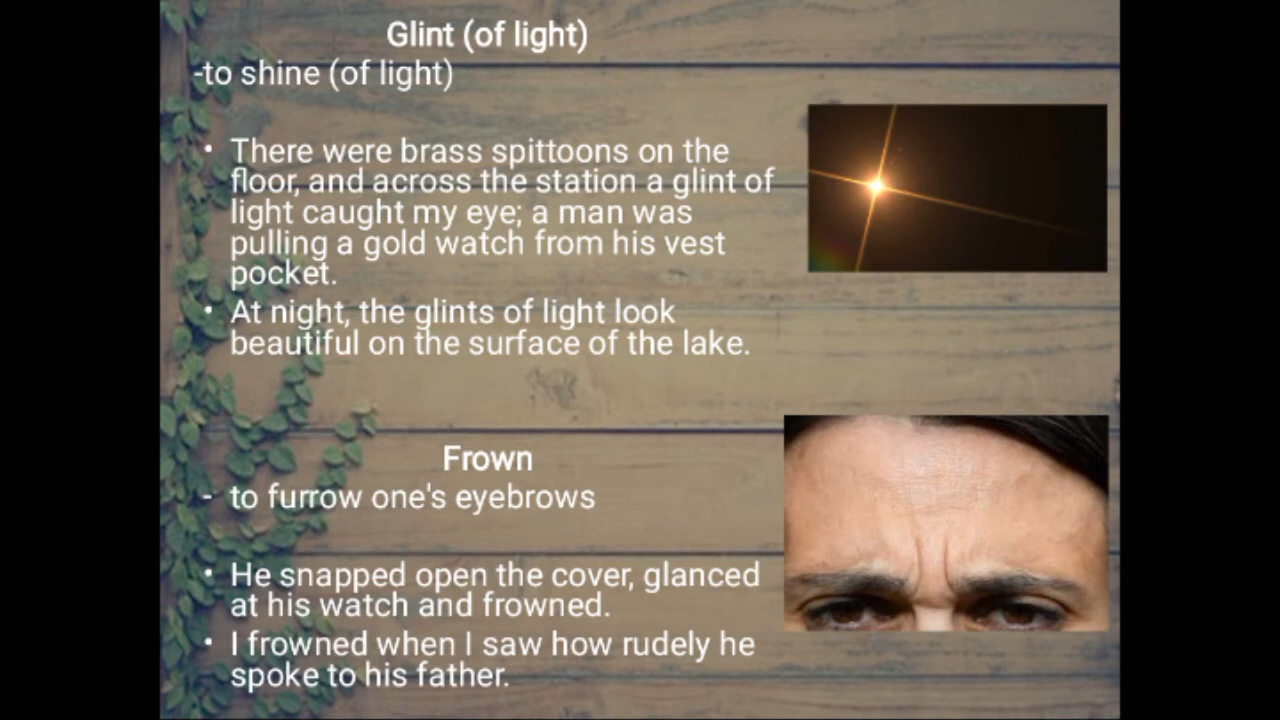 Glint (of light)
-to shine (of light)
• There were brass spittoons on the
floor, and across the station a glint of
light caught my eye; a man was
pulling a gold watch from his vest
pocket.
• At night, the glints of light look
beautiful on the surface of the lake.
Frown
- to furrow one's eyebrows
• He snapped open the cover, glanced
at his watch and frowned.
• I frowned when I saw how rudely he
spoke to his father.